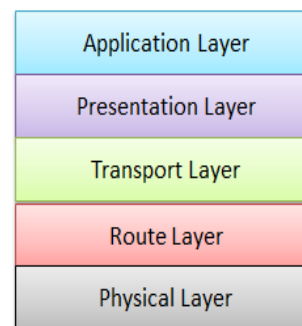 Application Layer
Presentation Layer
Transport Layer
Route Layer
Physical Layer